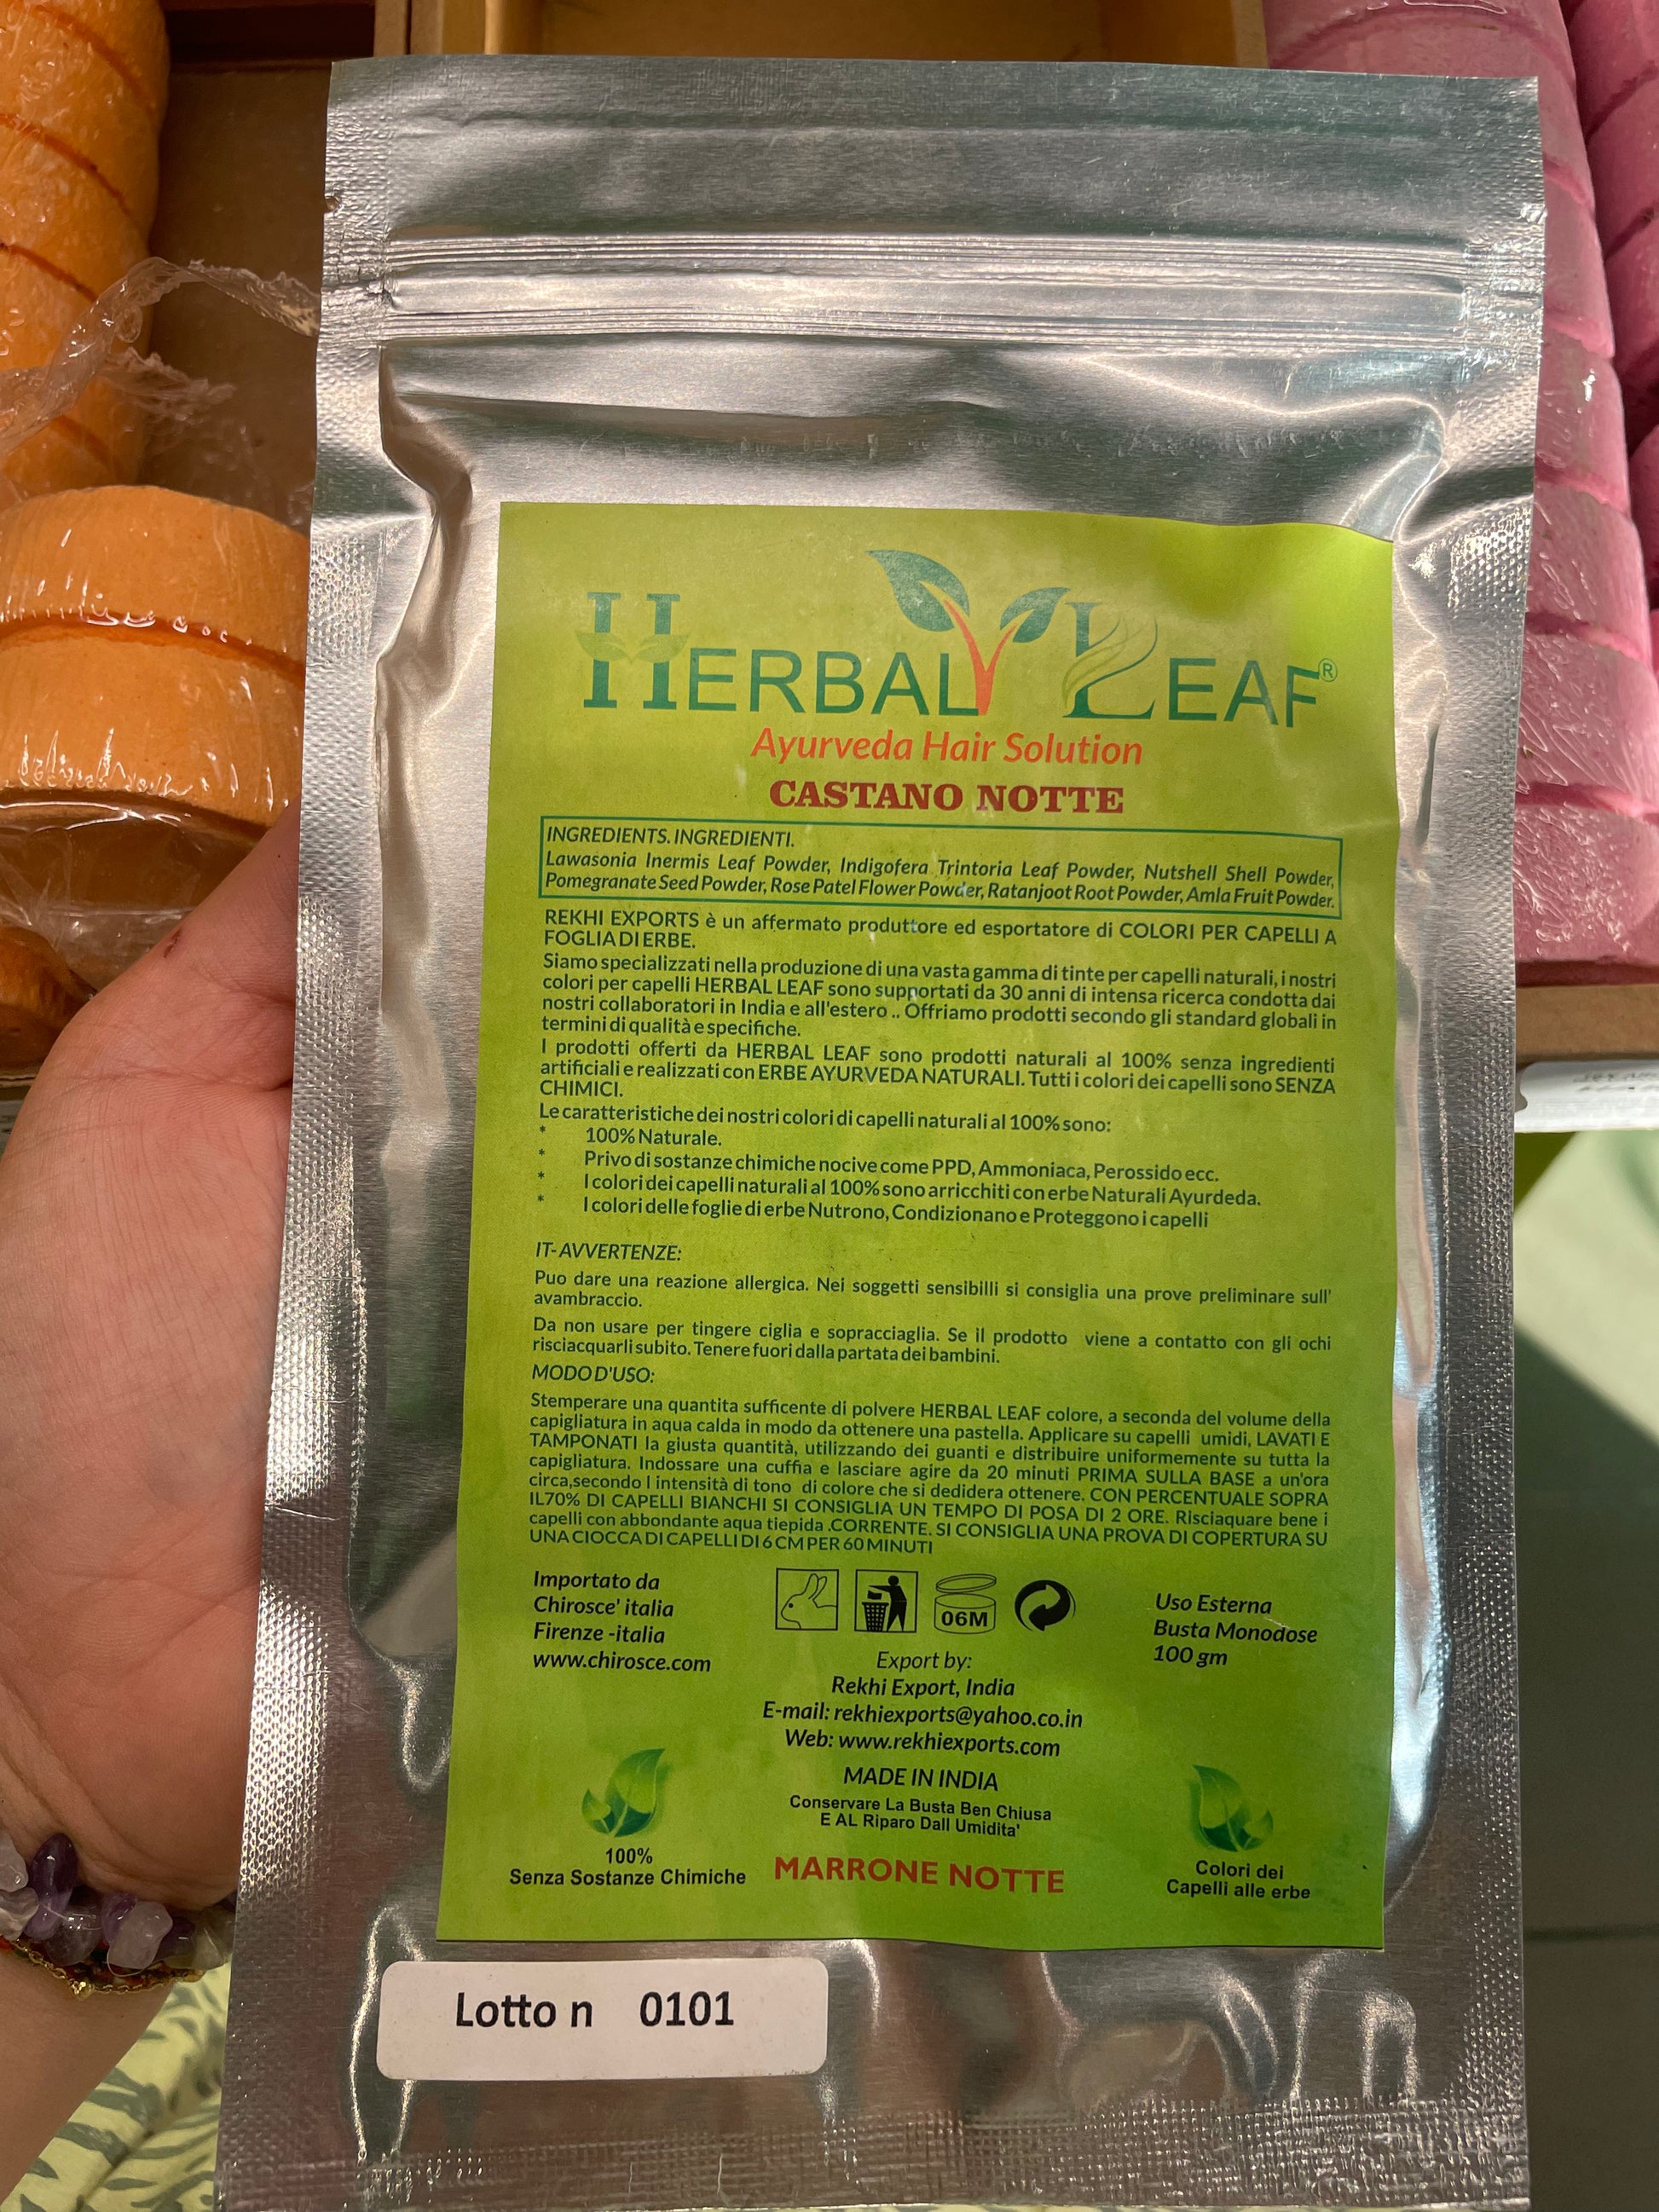 HERBAL LEAF®
Ayurveda Hair Solution
CASTANO NOTTE
INGREDIENTS. INGREDIENTI.
Lawasonia Inermis Leaf Powder, Indigofera Trintoria Leaf Powder, Nutshell Shell Powder,
Pomegranate Seed Powder, Rose Patel Flower Powder, Ratanjoot Root Powder, Amla Fruit Powder.
REKHI EXPORTS è un affermato produttore ed esportatore di COLORI PER CAPELLI A
FOGLIA DI ERBE.
Siamo specializzati nella produzione di una vasta gamma di tinte per capelli naturali, i nostri
colori per capelli HERBAL LEAF sono supportati da 30 anni di intensa ricerca condotta dai
nostri collaboratori in India e all'estero .. Offriamo prodotti secondo gli standard globali in
termini di qualità e specifiche.
I prodotti offerti da HERBAL LEAF sono prodotti naturali al 100% senza ingredienti
artificiali e realizzati con ERBE AYURVEDA NATURALI. Tutti i colori dei capelli sono SENZA
CHIMICI.
Le caratteristiche dei nostri colori di capelli naturali al 100% sono:
* 100% Naturale.
* Privo di sostanze chimiche nocive come PPD, Ammoniaca, Perossido ecc.
* I colori dei capelli naturali al 100% sono arricchiti con erbe Naturali Ayurdeda.
* I colori delle foglie di erbe Nutrono, Condizionano e Proteggono i capelli
IT- AVVERTENZE:
Puo dare una reazione allergica. Nei soggetti sensibilli si consiglia una prove preliminare sull'
avambraccio.
Da non usare per tingere ciglia e sopracciaglia. Se il prodotto viene a contatto con gli ochi
risciacquarli subito. Tenere fuori dalla partata dei bambini.
MODO D'USO:
Stemperare una quantita sufficente di polvere HERBAL LEAF colore, a seconda del volume della
capigliatura in aqua calda in modo da ottenere una pastella. Applicare su capelli umidi, LAVATI E
TAMPONATI la giusta quantità, utilizzando dei guanti e distribuire uniformemente su tutta la
capigliatura. Indossare una cuffia e lasciare agire da 20 minuti PRIMA SULLA BASE a un'ora
circa,secondo l intensità di tono di colore che si dedidera ottenere. CON PERCENTUALE SOPRA
IL70% DI CAPELLI BIANCHI SI CONSIGLIA UN TEMPO DI POSA DI 2 ORE. Risciaquare bene i
capelli con abbondante aqua tiepida .CORRENTE. SI CONSIGLIA UNA PROVA DI COPERTURA SU
UNA CIOCCA DI CAPELLI DI 6 CM PER 60 MINUTI
Importato da
Chirosce' italia
Firenze -italia
www.chirosce.com
06M
Uso Esterna
Busta Monodose
100 gm
Export by:
Rekhi Export, India
E-mail: rekhiexports@yahoo.co.in
Web: www.rekhiexports.com
MADE IN INDIA
Conservare La Busta Ben Chiusa
E AL Riparo Dall Umidita'
100%
Senza Sostanze Chimiche
MARRONE NOTTE
Colori dei
Capelli alle erbe
Lotto n 0101